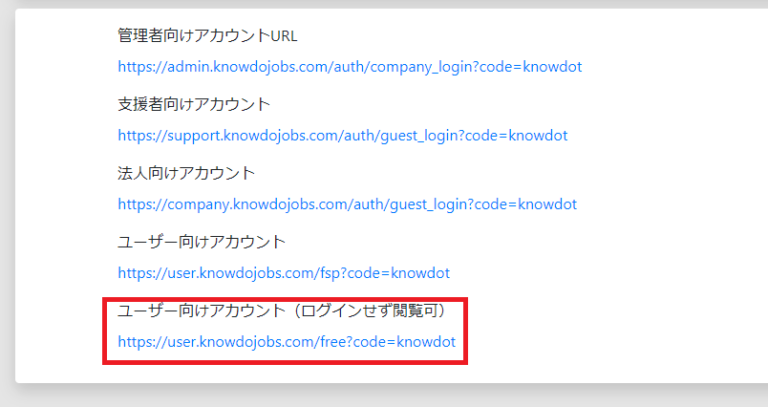 管理者向けアカウントURL
https://admin.knowdojobs.com/auth/company_login?code=knowdot
支援者向けアカウント
https://support.knowdojobs.com/auth/guest_login?code=knowdot
法人向けアカウント
https://company.knowdojobs.com/auth/guest_login?code=knowdot
ユーザー向けアカウント
https://user.knowdojobs.com/fsp?code=knowdot
ユーザー向けアカウント（ログインせず閲覧可）
https://user.knowdojobs.com/free?code=knowdot